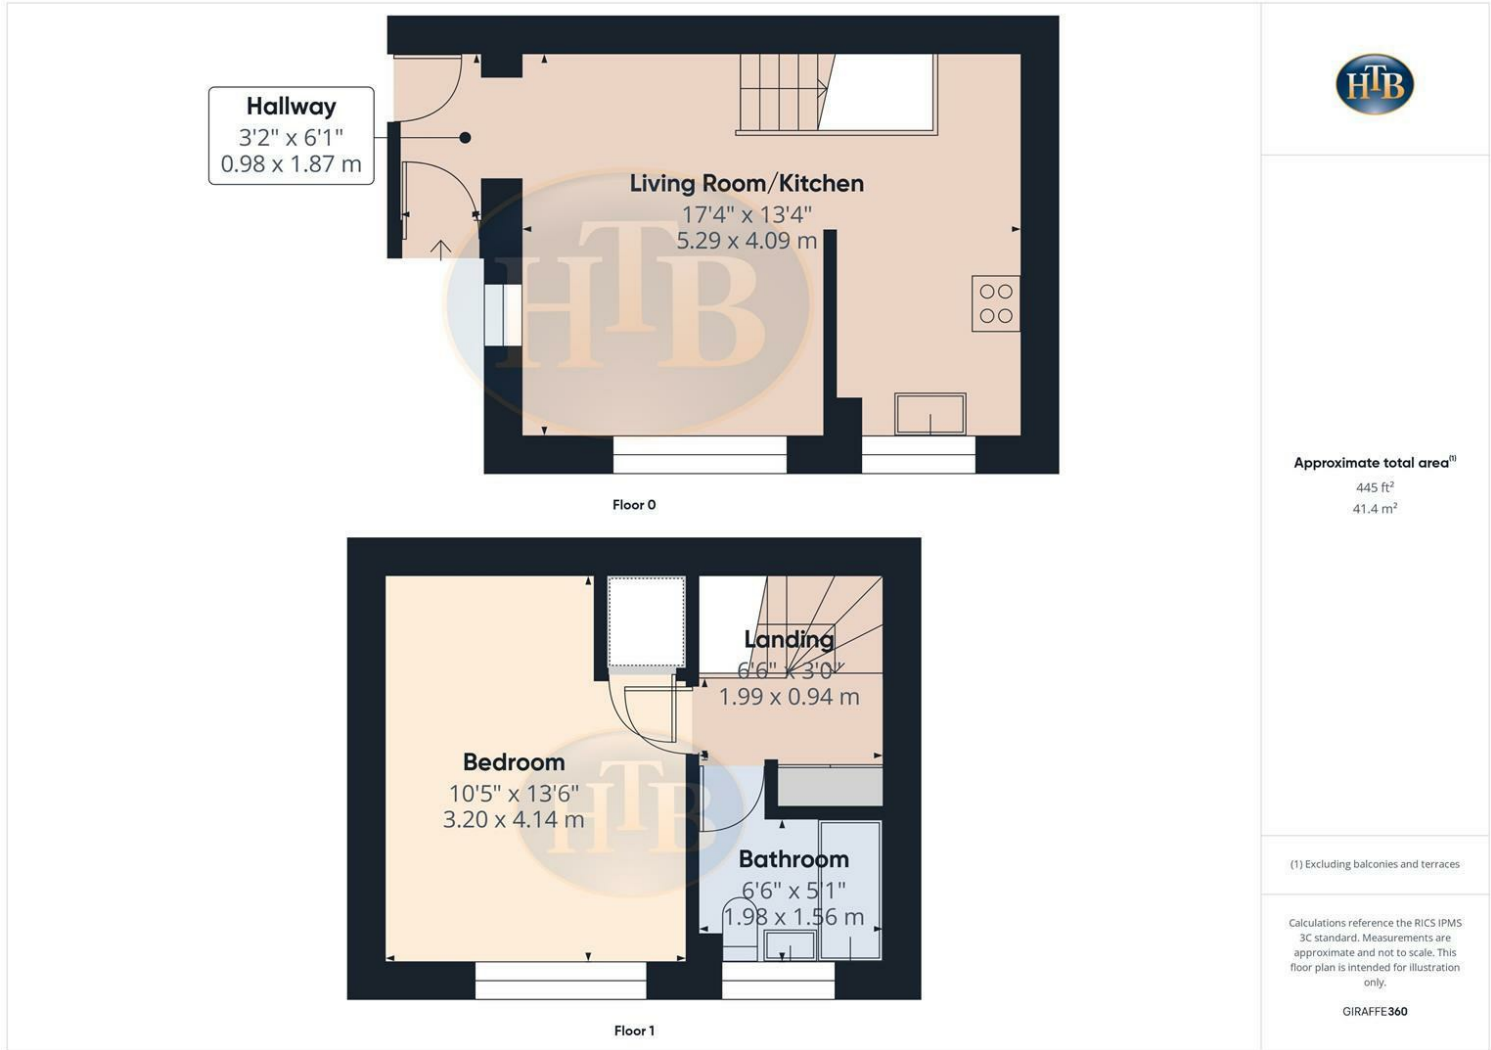 Hallway
3'2" x 6'1"
0.98 x 1.87 m
Living Room/Kitchen
17'4" x 13'4"
5.29 x 4.09 m
HTB
Floor 0
Landing
6'6" x 3'0"
1.99 x 0.94 m
Bedroom
10'5" x 13'6"
3.20 x 4.14 m
HTB
Bathroom
6'6" x 5'1"
1.98 x 1.56 m
Floor 1
HTB
Approximate total area(1)
445 ft²
41.4 m²
(1) Excluding balconies and terraces
Calculations reference the RICS IPMS
3C standard. Measurements are
approximate and not to scale. This
floor plan is intended for illustration
only.
GIRAFFE360